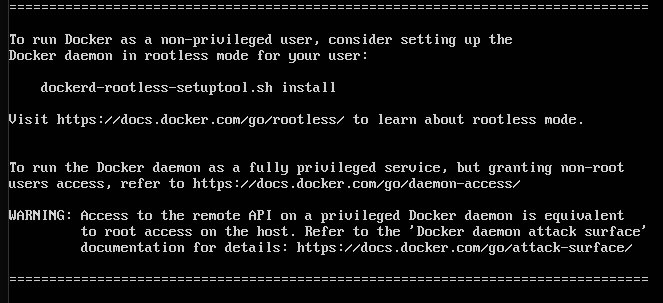 ================================================================================
To run Docker as a non-privileged user, consider setting up the
Docker daemon in rootless mode for your user:
dockerd-rootless-setuptool.sh install
Visit https://docs.docker.com/go/rootless/ to learn about rootless mode.
To run the Docker daemon as a fully privileged service, but granting non-root
users access, refer to https://docs.docker.com/go/daemon-access/
WARNING: Access to the remote API on a privileged Docker daemon is equivalent
to root access on the host. Refer to the 'Docker daemon attack surface'
documentation for details: https://docs.docker.com/go/attack-surface/
================================================================================